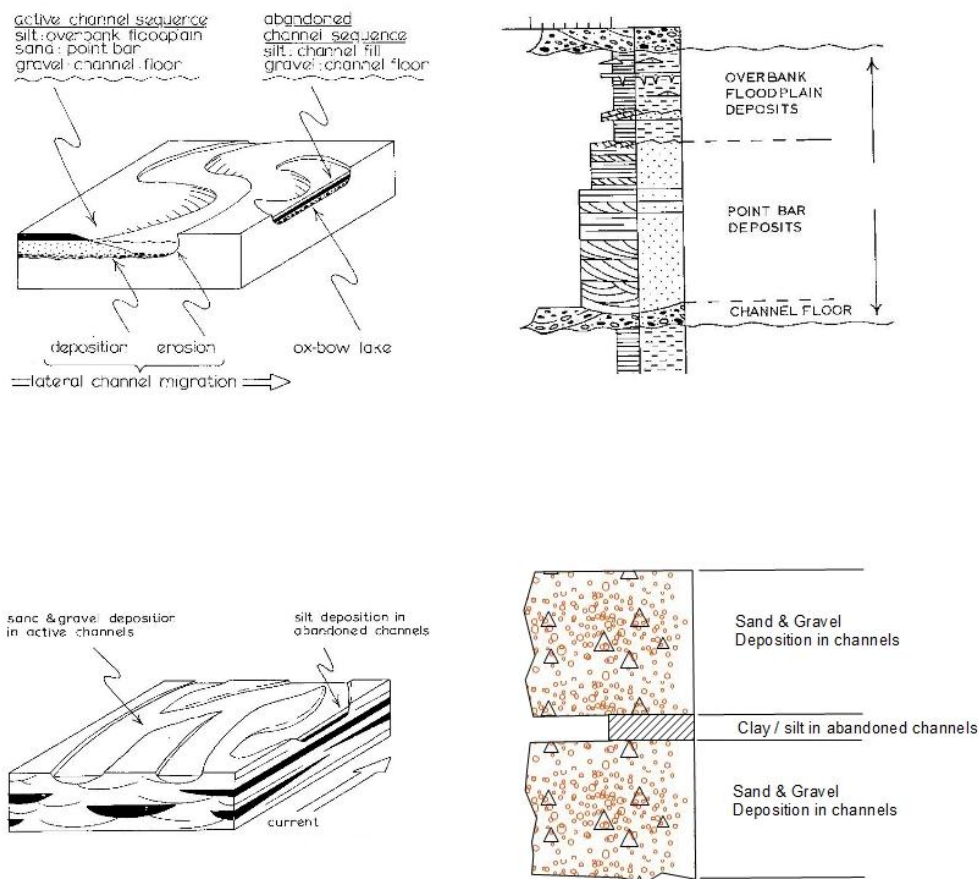 active channel sequence
silt: overbank floodplain
sand: point bar
gravel: channel floor
abandoned
channel sequence
silt: channel fill
gravel: channel floor
deposition erosion
lateral channel migration
ox-bow lake
OVERBANK
FLOODPLAIN
DEPOSITS
POINT BAR
DEPOSITS
CHANNEL FLOOR
sand & gravel deposition
in active channels
silt deposition in
abandoned channels
current
Sand & Gravel
Deposition in channels
Clay / silt in abandoned channels
Sand & Gravel
Deposition in channels